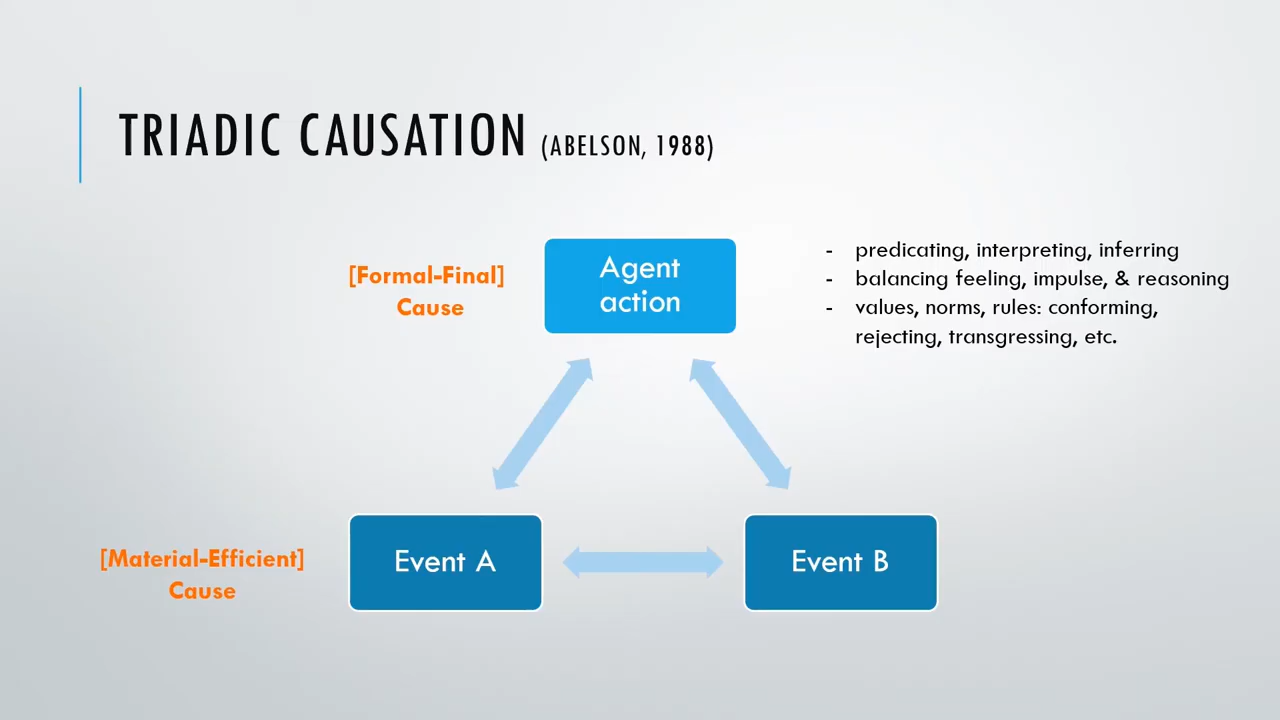 TRIADIC CAUSATION (ABELSON, 1988)
[Formal-Final]
Cause
Agent
action
- predicating, interpreting, inferring
- balancing feeling, impulse, & reasoning
- values, norms, rules: conforming,
rejecting, transgressing, etc.
[Material-Efficient]
Cause
Event A
Event B